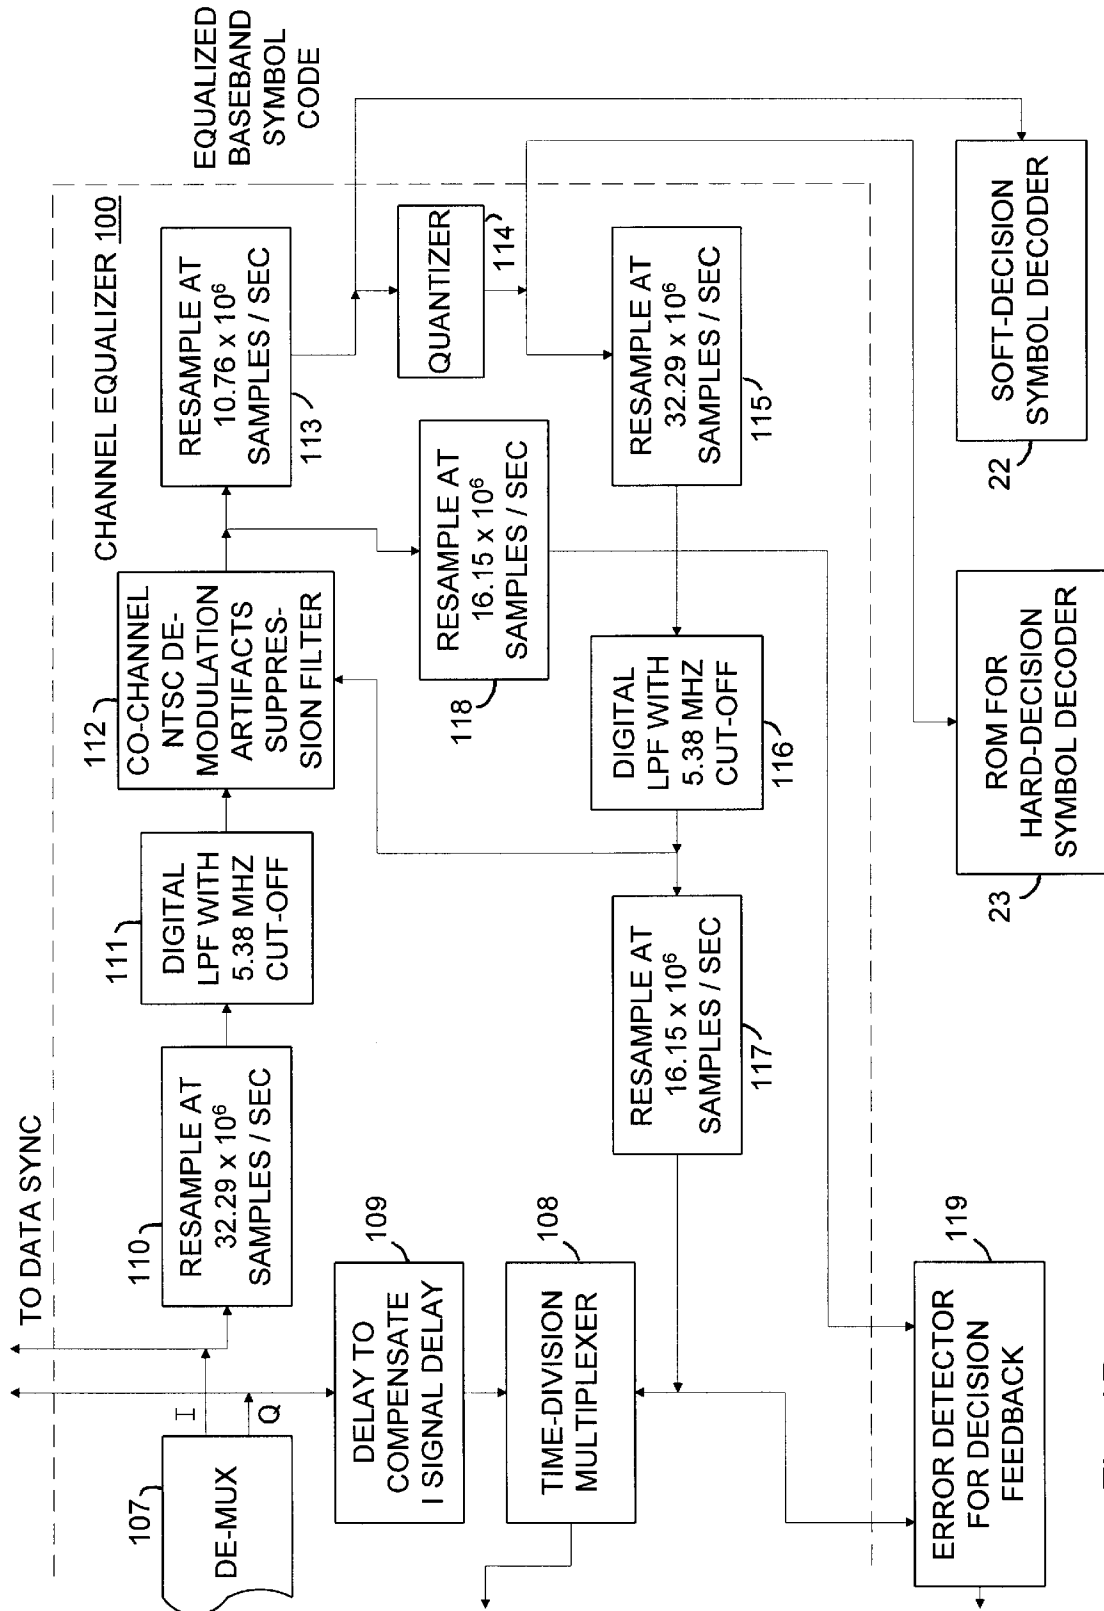 TO DATA SYNC
CHANNEL EQUALIZER 100
EQUALIZED
BASEBAND
SYMBOL
CODE
107
DE-MUX
I
Q
110
RESAMPLE AT
32.29 x 10⁶
SAMPLES / SEC
111
DIGITAL
LPF WITH
5.38 MHZ
CUT-OFF
112
CO-CHANNEL
NTSC DE-
MODULATION
ARTIFACTS
SUPPRES-
SION FILTER
RESAMPLE AT
10.76 x 10⁶
SAMPLES / SEC
113
DELAY TO
COMPENSATE
I SIGNAL DELAY
109
RESAMPLE AT
16.15 x 10⁶
SAMPLES / SEC
118
QUANTIZER
114
TIME-DIVISION
MULTIPLEXER
108
RESAMPLE AT
16.15 x 10⁶
SAMPLES / SEC
117
DIGITAL
LPF WITH
5.38 MHZ
CUT-OFF
116
RESAMPLE AT
32.29 x 10⁶
SAMPLES / SEC
115
119
ERROR DETECTOR
FOR DECISION
FEEDBACK
ROM FOR
HARD-DECISION
SYMBOL DECODER
23
SOFT-DECISION
SYMBOL DECODER
22